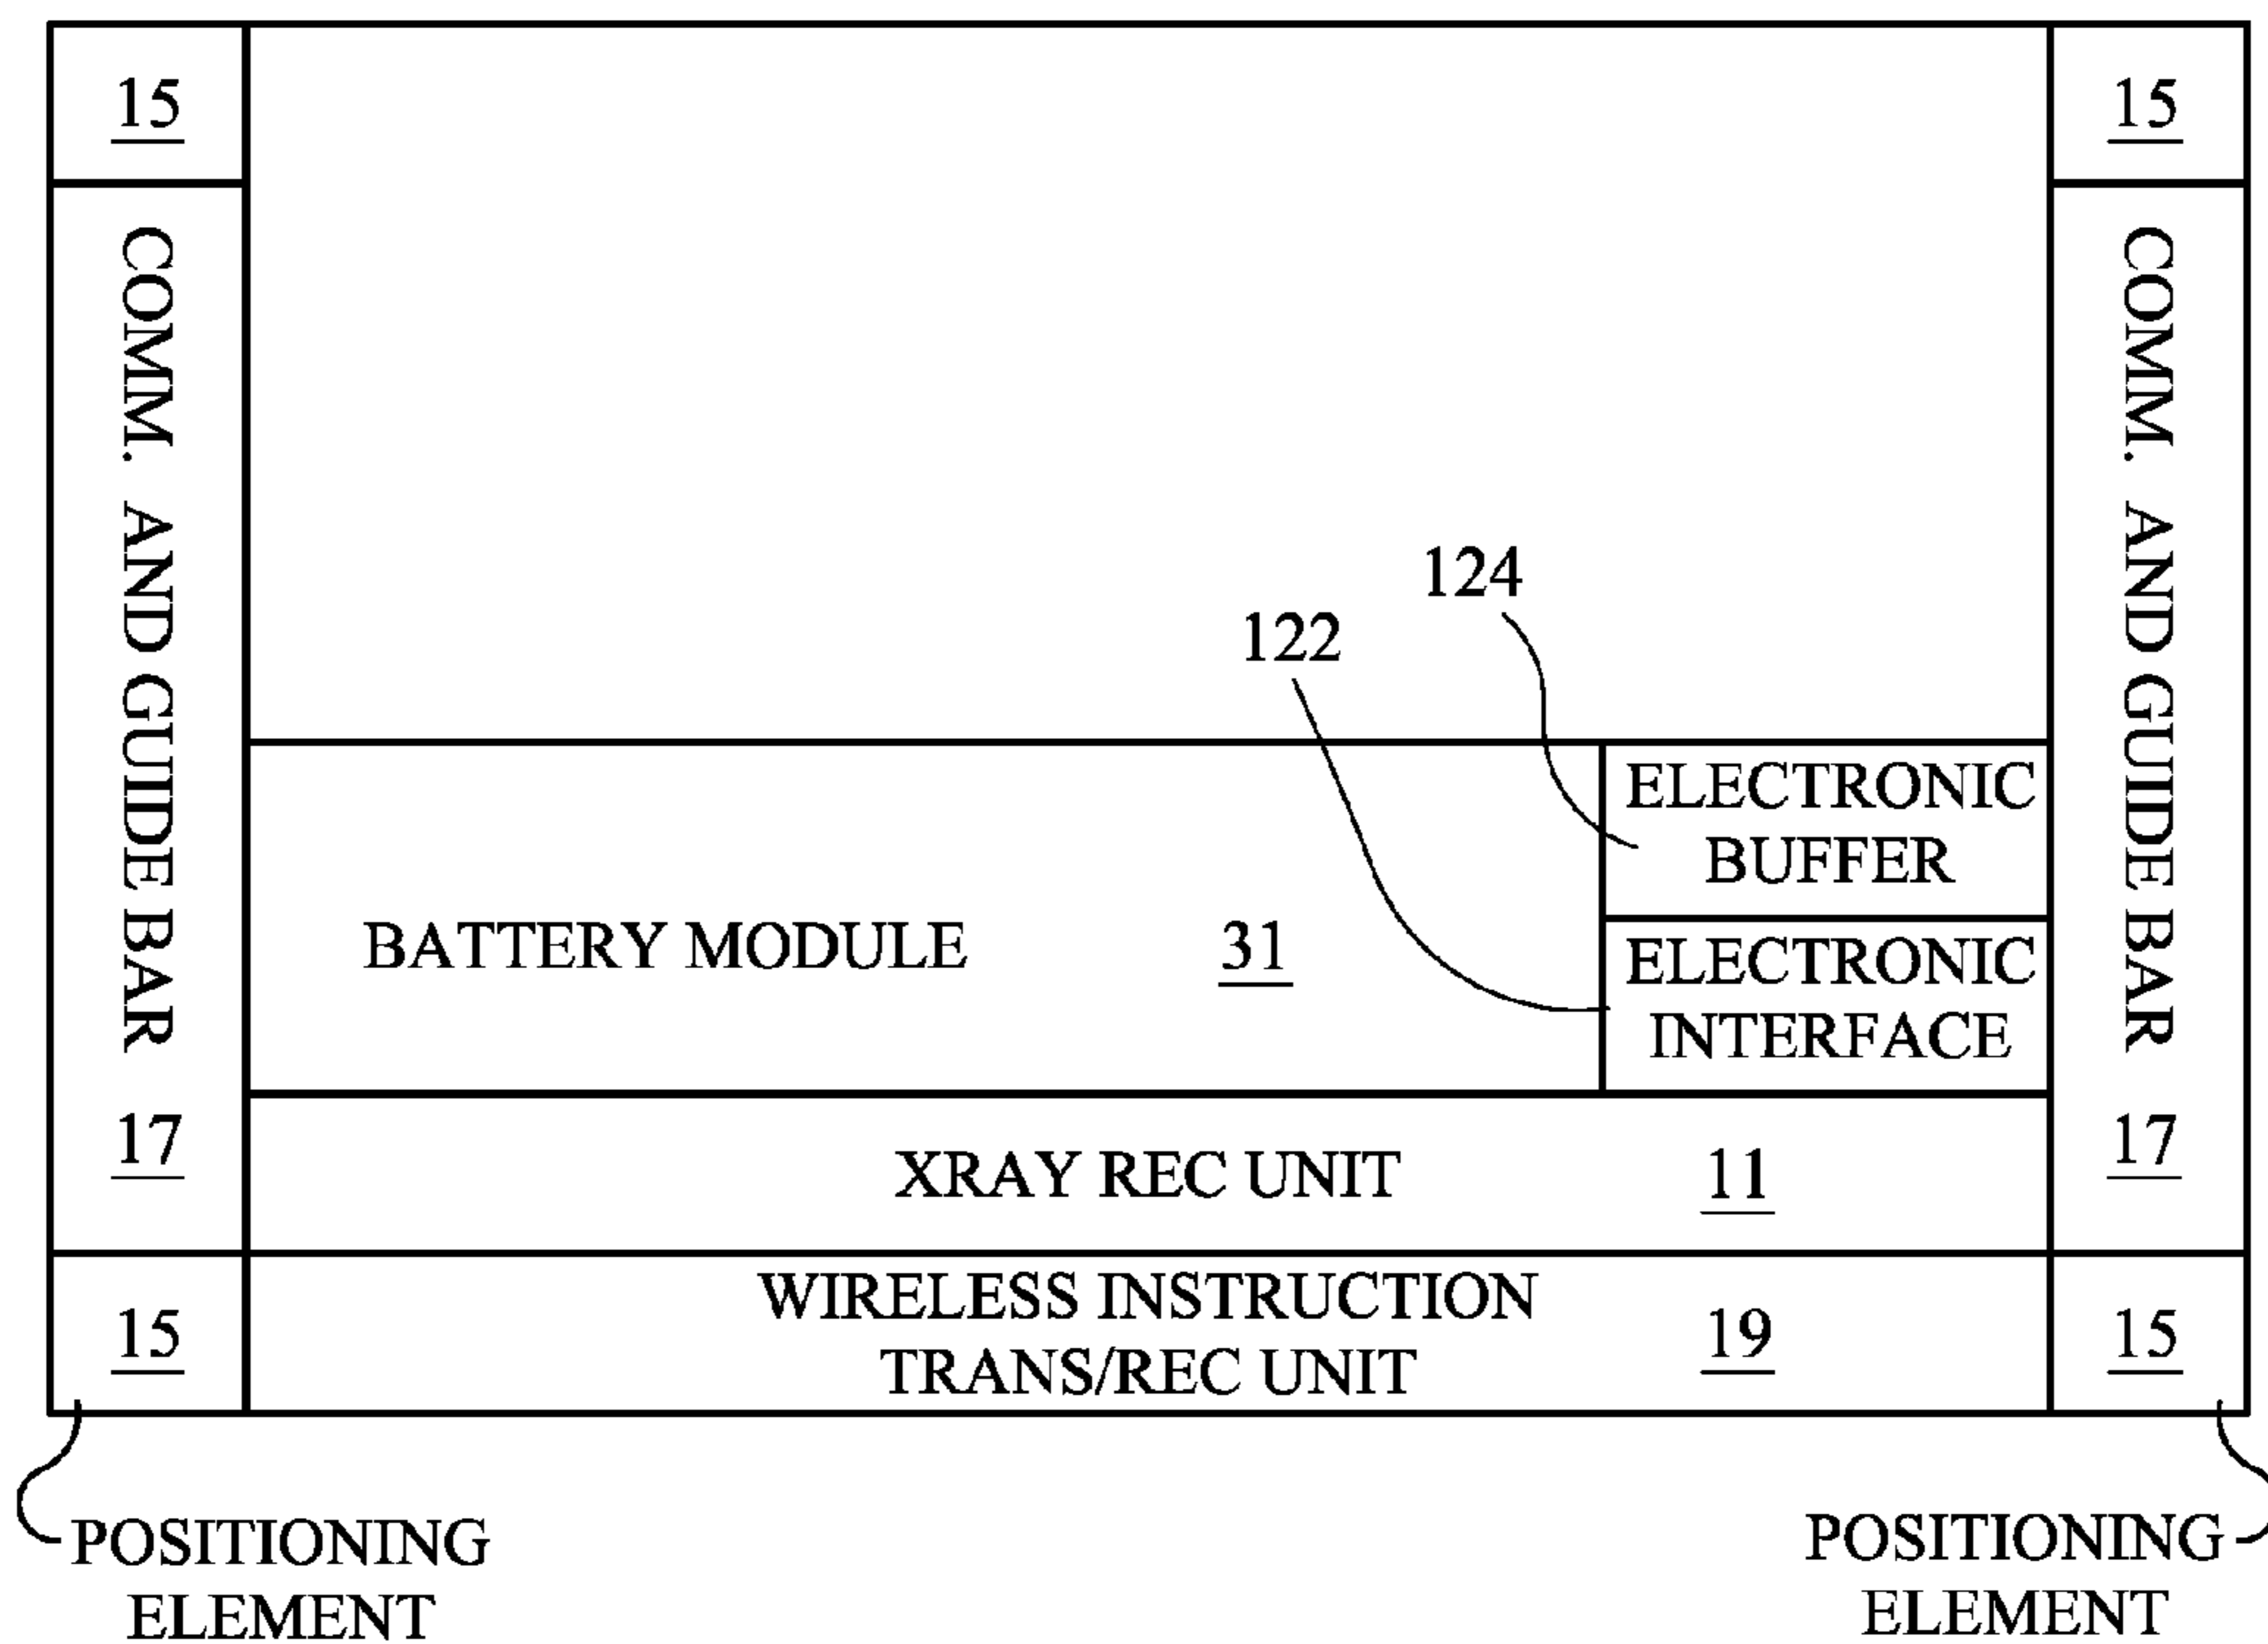 15
15
COMM. AND GUIDE BAR
17
COMM. AND GUIDE BAR
17
124
122
ELECTRONIC
BUFFER
BATTERY MODULE 31
ELECTRONIC
INTERFACE
XRAY REC UNIT 11
15
WIRELESS INSTRUCTION
TRANS/REC UNIT
19
15
POSITIONING
ELEMENT
POSITIONING
ELEMENT